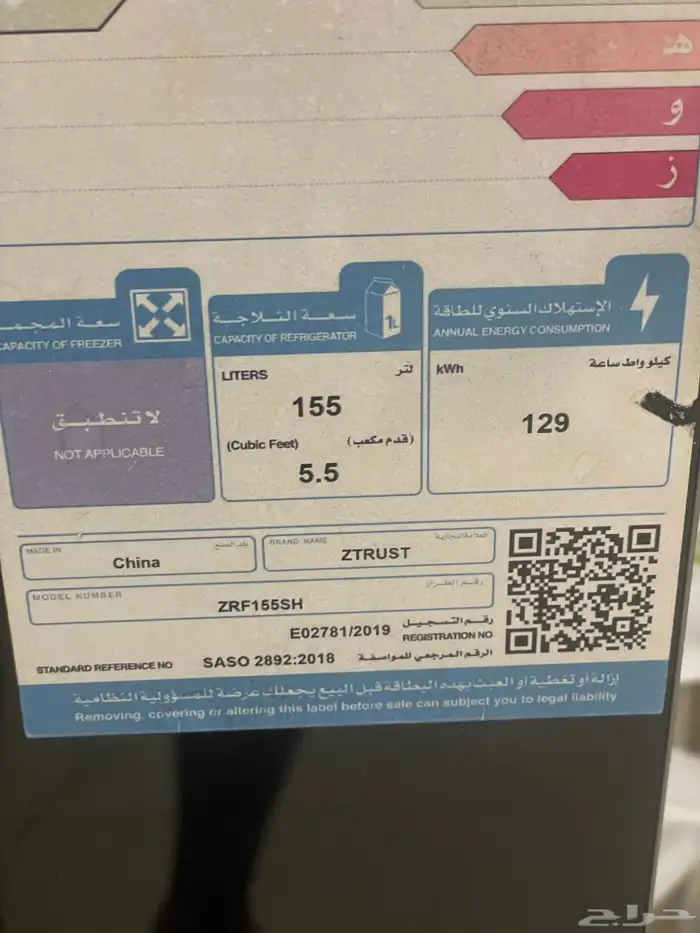 هـ
و
ز
سعة المجمـ
CAPACITY OF FREEZER
لا تنطبق
NOT APPLICABLE
سعة الثلاجة
CAPACITY OF REFRIGERATOR
1L
LITERS لتر
155
(Cubic Feet) (قدم مكعب)
5.5
الإستهلاك السنوي للطاقة
ANNUAL ENERGY CONSUMPTION
kWh كيلو واط ساعة
129
MADE IN بلد الصنع
China
BRAND NAME العلامة التجارية
ZTRUST
MODEL NUMBER رقم الطراز
ZRF155SH
E02781/2019 رقم التسجيل
REGISTRATION NO
STANDARD REFERENCE NO SASO 2892:2018 الرقم المرجعي للمواصفة
إزالة أو تغطية أو العبث بهذه البطاقة قبل البيع يجعلك عرضة للمسؤولية النظامية
Removing, covering or altering this label before sale can subject you to legal liability
حراج